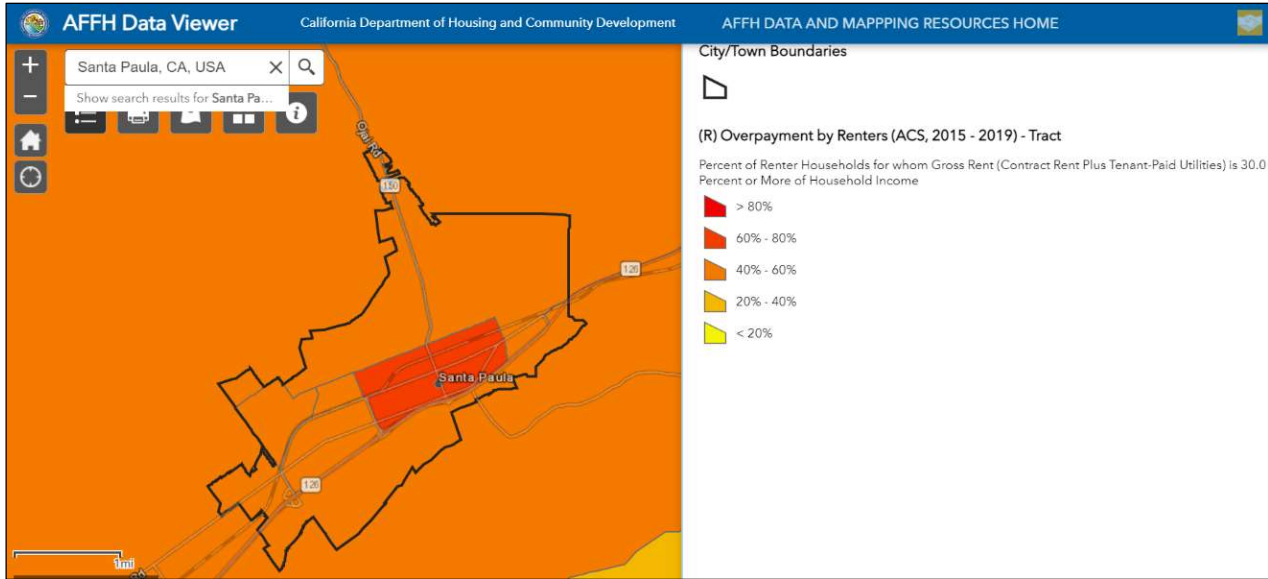 AFFH Data Viewer
California Department of Housing and Community Development
AFFH DATA AND MAPPPING RESOURCES HOME
Santa Paula, CA, USA
Show search results for Santa Pa...
Ojai Rd
150
126
Santa Paula
126
1mi
City/Town Boundaries
(R) Overpayment by Renters (ACS, 2015 - 2019) - Tract
Percent of Renter Households for whom Gross Rent (Contract Rent Plus Tenant-Paid Utilities) is 30.0
Percent or More of Household Income
> 80%
60% - 80%
40% - 60%
20% - 40%
< 20%